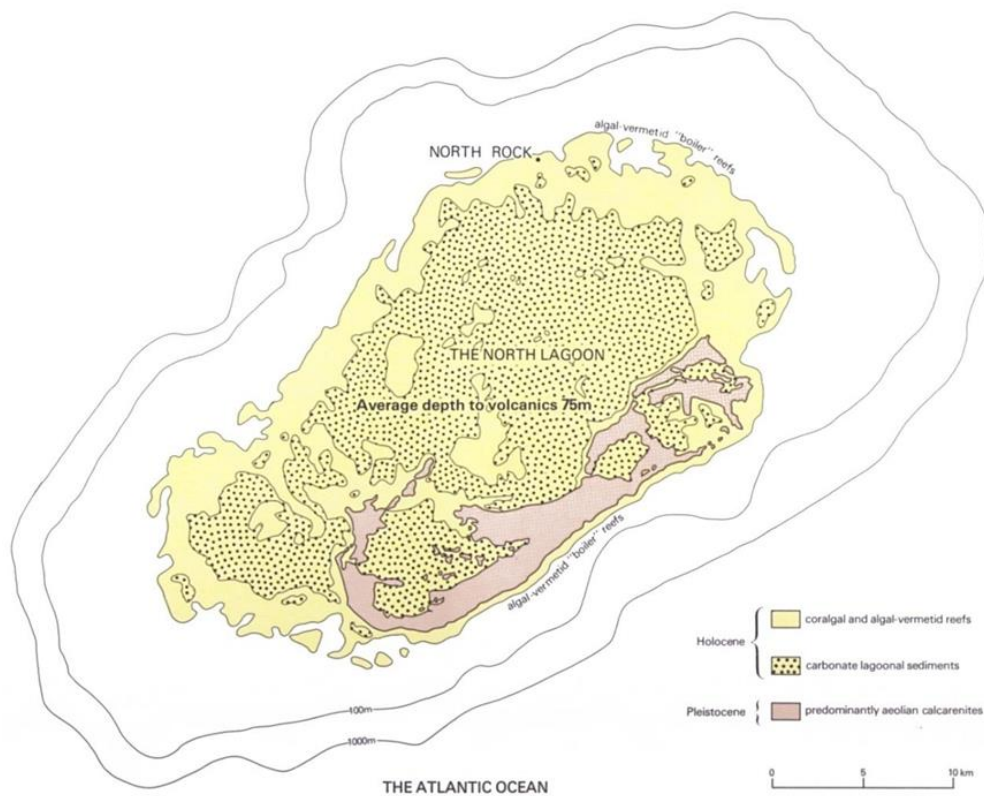 algal-vermetid "boiler" reefs
NORTH ROCK
THE NORTH LAGOON
Average depth to volcanics 75m.
algal-vermetid "boiler" reefs
Holocene
coralgal and algal-vermetid reefs
carbonate lagoonal sediments
Pleistocene
predominantly aeolian calcarenites
100m
1000m
THE ATLANTIC OCEAN
0 5 10 km